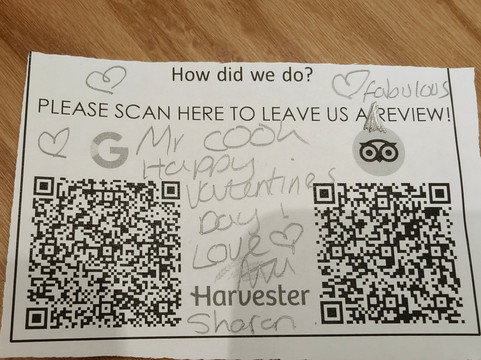 How did we do?
fabulous
PLEASE SCAN HERE TO LEAVE US A REVIEW!
G
Mr cook
Happy
Valentines
Day!
Love
Harvester
Sharon